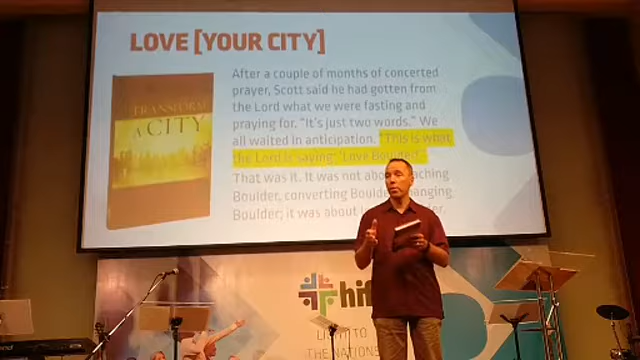 LOVE [YOUR CITY]
After a couple of months of concerted
prayer, Scott said he had gotten from
the Lord what we were fasting and
praying for. "It's just two words." We
all waited in anticipation. "This is what
the Lord is saying: 'Love Boulder.'"
That was it. It was not about
Boulder, converting
Boulder; it was about
TRANSFORM
A CITY
LIGHT TO
THE NATIONS